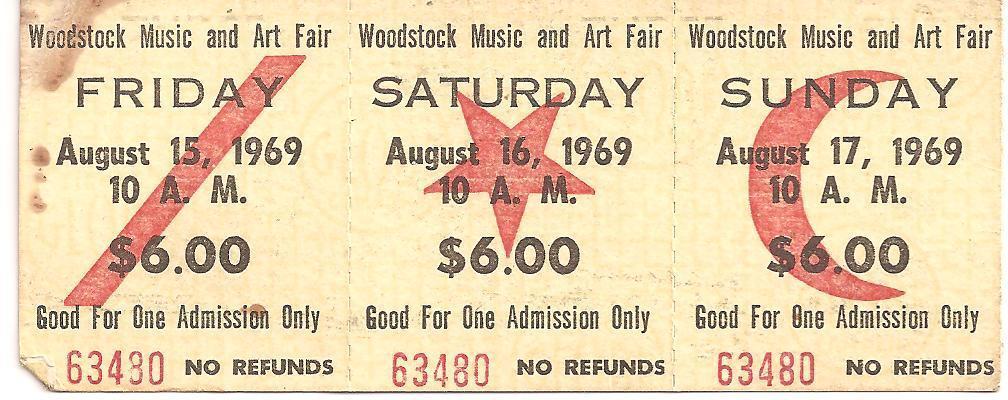 Woodstock Music and Art Fair
FRIDAY
August 15, 1969
10 A. M.
$6.00
Good For One Admission Only
63480 NO REFUNDS
Woodstock Music and Art Fair
SATURDAY
August 16, 1969
10 A. M.
$6.00
Good For One Admission Only
63480 NO REFUNDS
Woodstock Music and Art Fair
SUNDAY
August 17, 1969
10 A. M.
$6.00
Good For One Admission Only
63480 NO REFUNDS